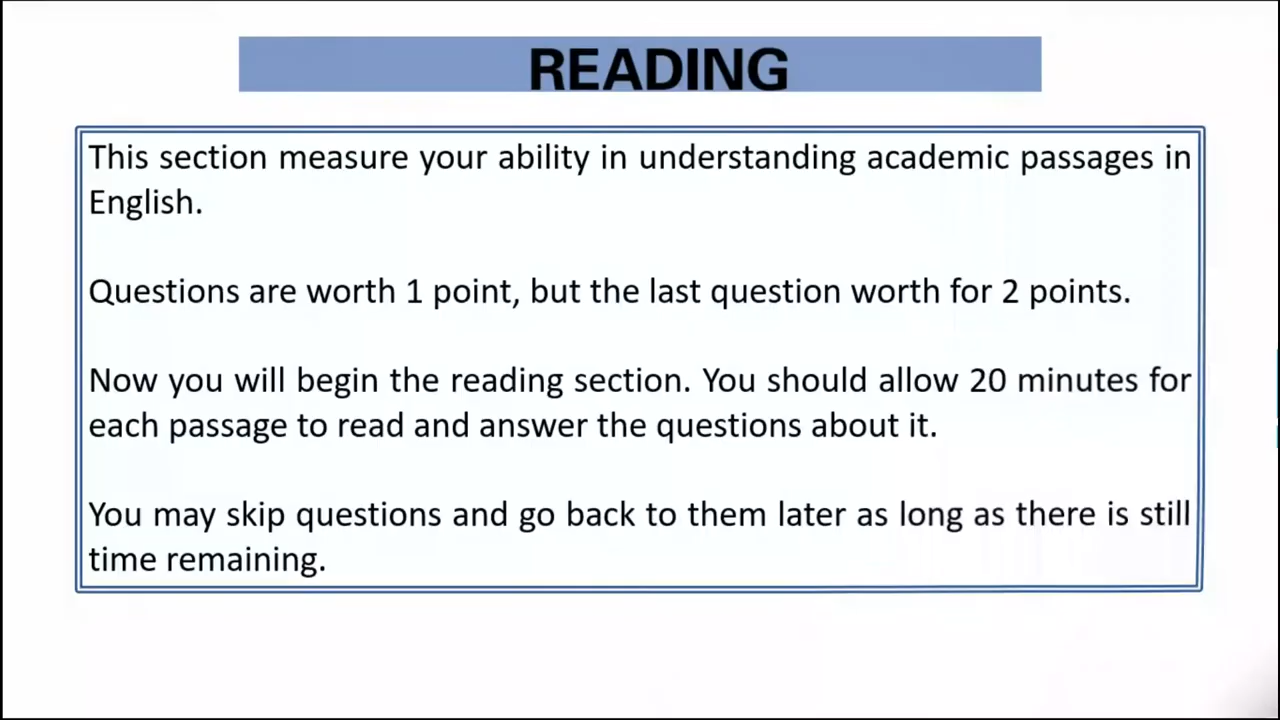 READING
This section measure your ability in understanding academic passages in
English.
Questions are worth 1 point, but the last question worth for 2 points.
Now you will begin the reading section. You should allow 20 minutes for
each passage to read and answer the questions about it.
You may skip questions and go back to them later as long as there is still
time remaining.